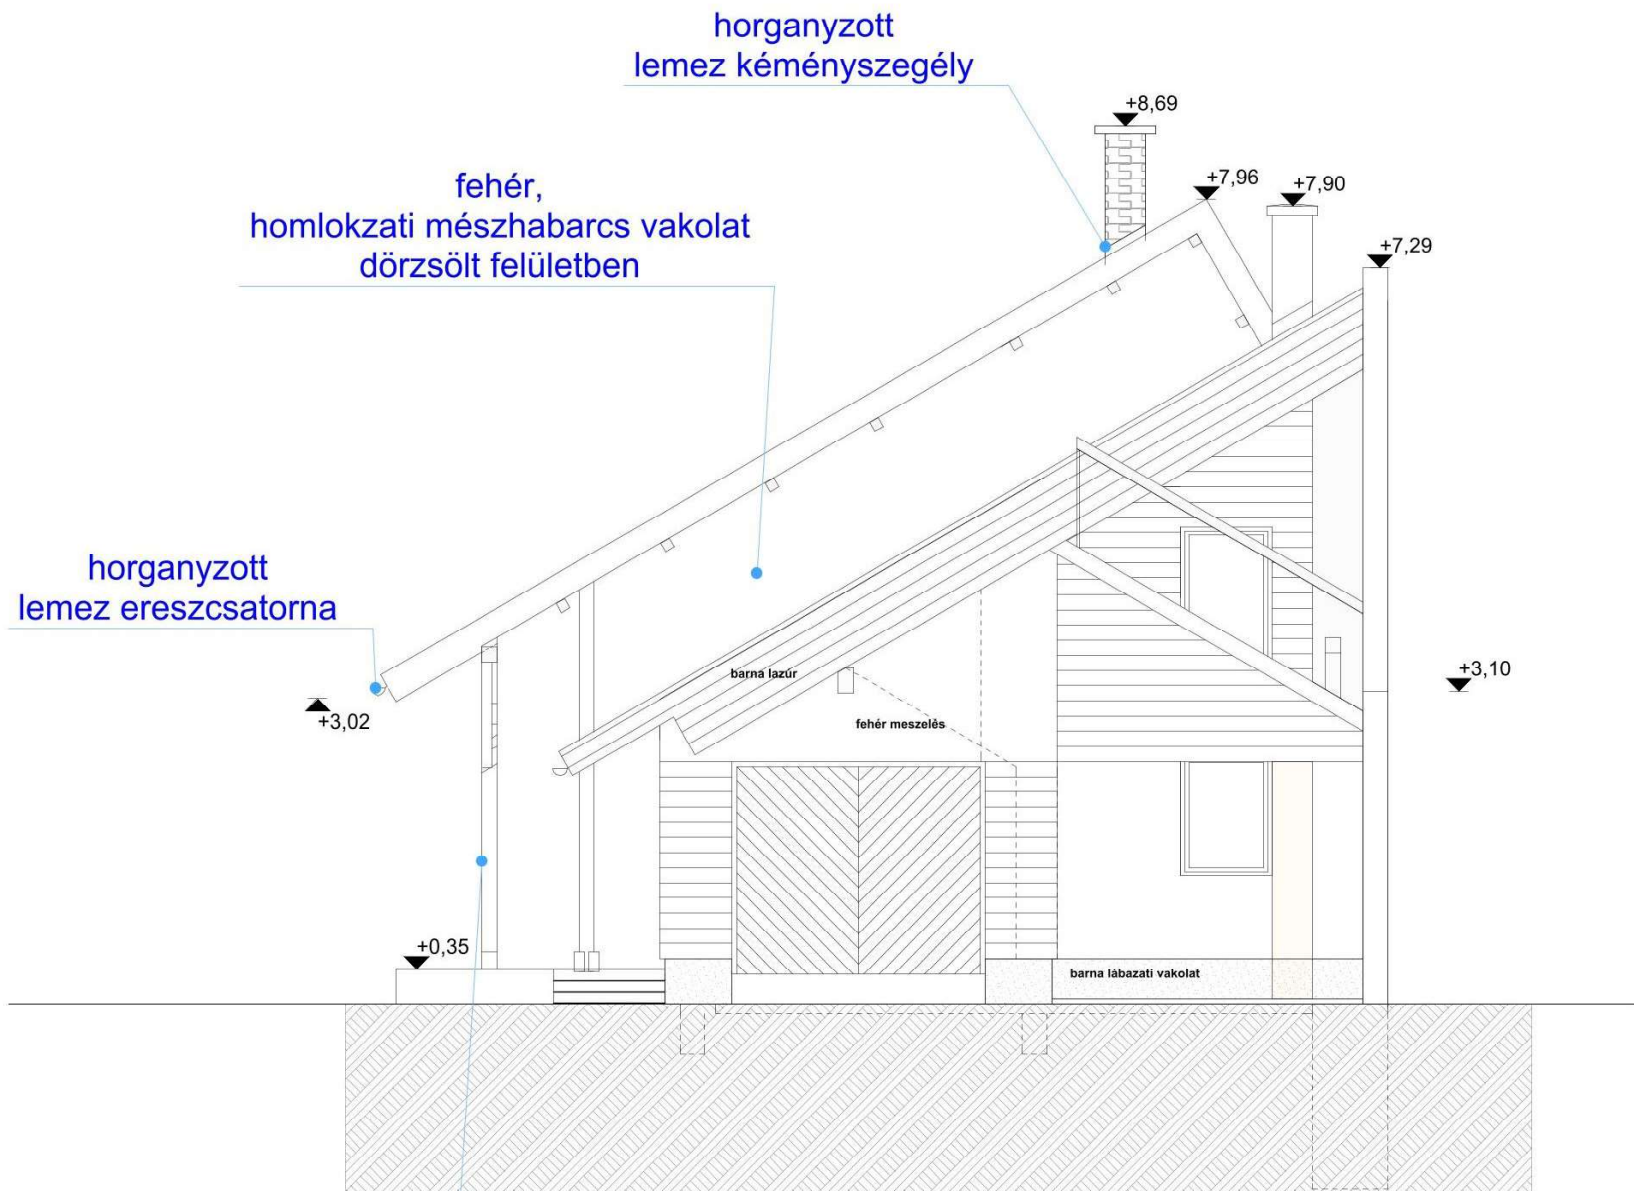 horganyzott
lemez kéményszegély
+8,69
fehér,
homlokzati mészhabarcs vakolat
dörzsölt felületben
+7,96
+7,90
+7,29
horganyzott
lemez ereszcsatorna
+3,02
barna lazúr
+3,10
fehér meszelés
+0,35
barna lábazati vakolat